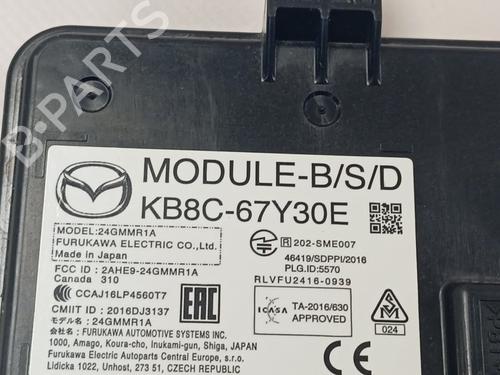 B-PARTS
MODULE-B/S/D
KB8C-67Y30E
MODEL:24GMMR1A
FURUKAWA ELECTRIC CO.,Ltd.
Made in Japan
FCC ID : 2AHE9-24GMMR1A
Canada 310
CCAJ16LP4560T7
CMIIT ID : 2016DJ3137
モデル名 : 24GMMR1A
R 202-SME007
46419/SDPPI/2016
PLG.ID:5570
RLVFU2416-0939
EAC
ICASA
TA-2016/630
APPROVED
024
会社名 : FURUKAWA AUTOMOTIVE SYSTEMS INC.
1000, Amago, Koura-cho, Inukami-gun, Shiga, JAPAN
Furukawa Electric Autoparts Central Europe
Lidicka 1022, Unhost, 273 51, CZECH REPUBLIC
CE